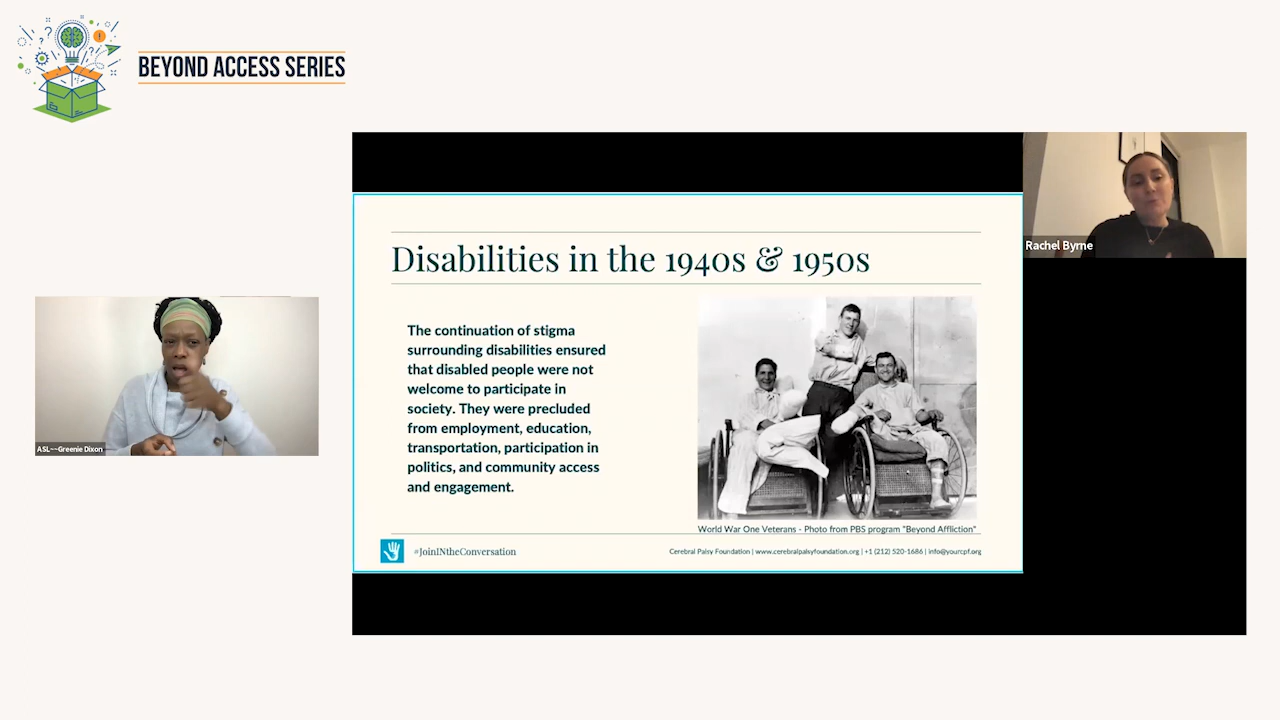 BEYOND ACCESS SERIES
Rachel Byrne
Disabilities in the 1940s & 1950s
The continuation of stigma
surrounding disabilities ensured
that disabled people were not
welcome to participate in
society. They were precluded
from employment, education,
transportation, participation in
politics, and community access
and engagement.
World War One Veterans - Photo from PBS program "Beyond Affliction"
ASL~~Greenie Dixon
#JoinINtheConversation
Cerebral Palsy Foundation | www.cerebralpalsyfoundation.org | +1 (212) 520-1686 | info@yourcpf.org